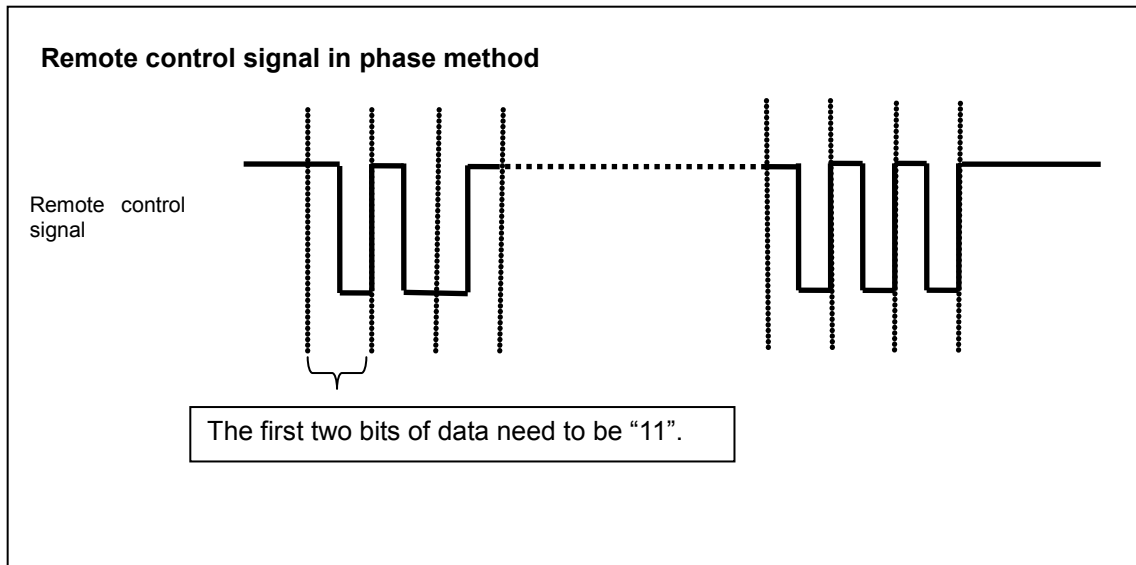 Remote control signal in phase method
Remote control
signal
The first two bits of data need to be “11”.